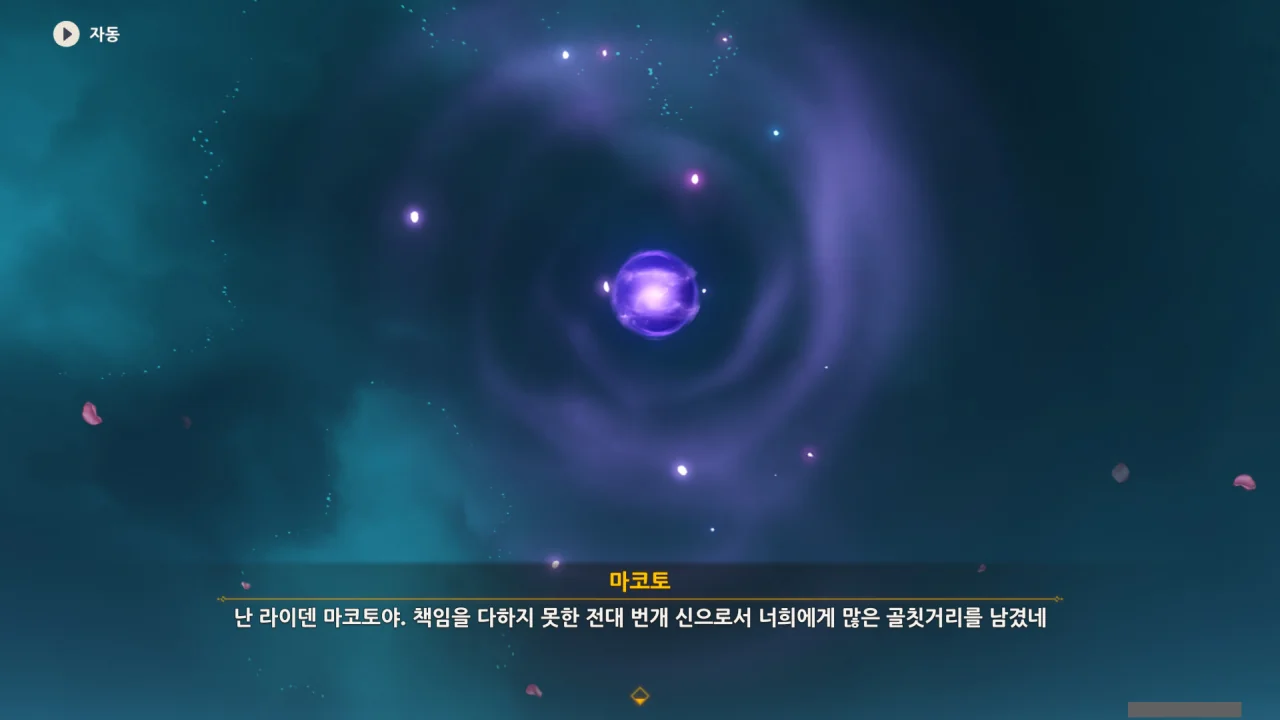 자동
마코토
난 라이덴 마코토야. 책임을 다하지 못한 전대 번개 신으로서 너희에게 많은 골칫거리를 남겼네